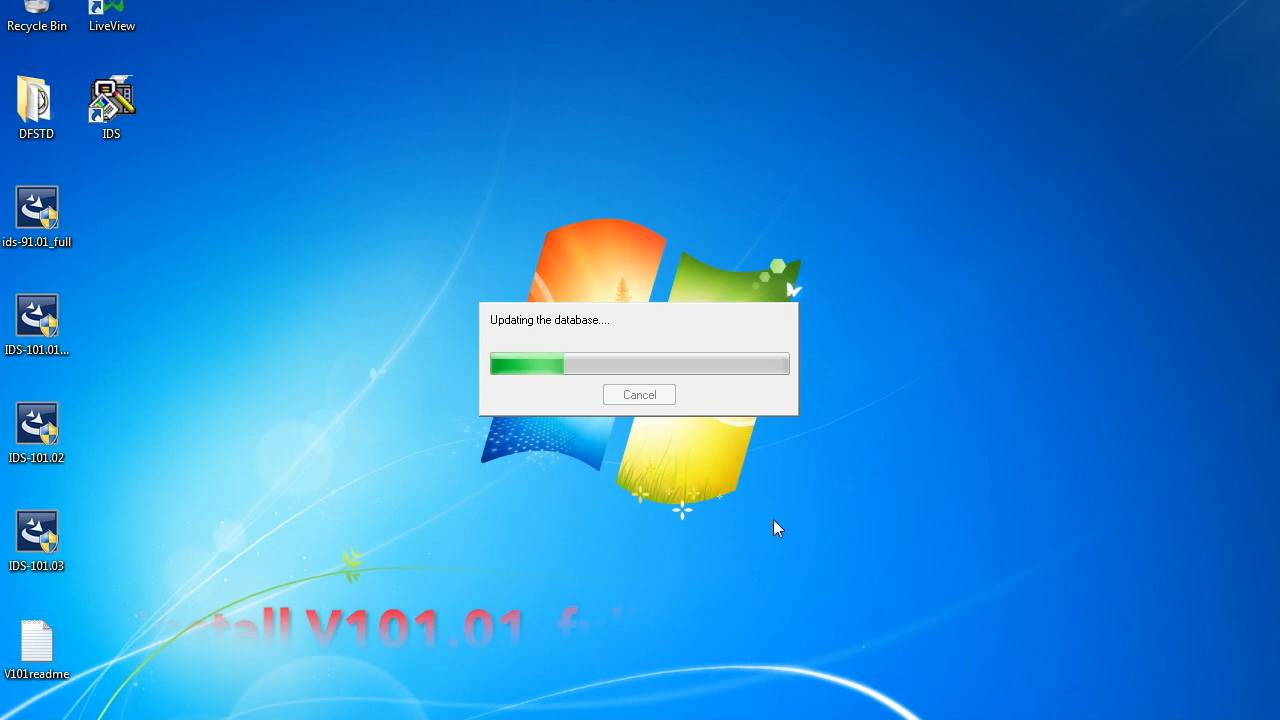 Recycle Bin
LiveView
DFSTD
IDS
ids-91.01_full
IDS-101.01...
IDS-101.02
IDS-101.03
V101readme
Updating the database....
Cancel
V101.01